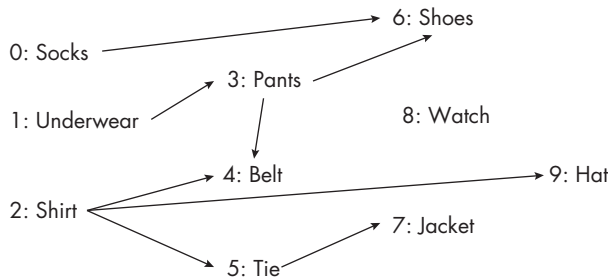 6: Shoes
0: Socks
3: Pants
1: Underwear
8: Watch
4: Belt
9: Hat
2: Shirt
7: Jacket
5: Tie